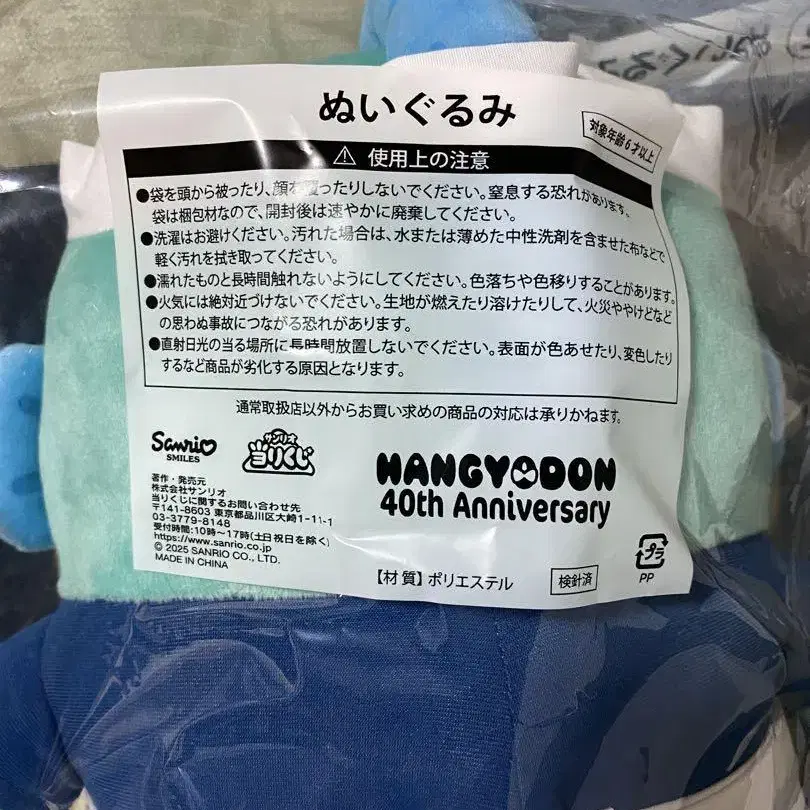 ぬいぐるみ
対象年齢6才以上
使用上の注意
●袋を頭から被ったり、顔を覆ったりしないでください。窒息する恐れがあります。
袋は梱包材なので、開封後は速やかに廃棄してください。
●洗濯はお避けください。汚れた場合は、水または薄めた中性洗剤を含ませた布などで
軽く汚れを拭き取ってください。
●濡れたものと長時間触れないようにしてください。色落ちや色移りすることがあります。
●火気には絶対近づけないでください。生地が燃えたり溶けたりして、火災ややけどなど
の思わぬ事故につながる恐れがあります。
●直射日光の当る場所に長時間放置しないでください。表面が色あせたり、変色したり
するなど商品が劣化する原因となります。
通常取扱店以外からお買い求めの商品の対応は承りかねます。
Sanrio
SMILES
サンリオ
当りくじ
HANGYODON
40th Anniversary
著作・発売元
株式会社サンリオ
当りくじに関するお問い合わせ先
〒141-8603 東京都品川区大崎1-11-1
03-3779-8148
受付時間:10時～17時(土日祝日を除く)
https://www.sanrio.co.jp
© 2025 SANRIO CO., LTD.
MADE IN CHINA
【材質】ポリエステル
検針済
プラ
PP